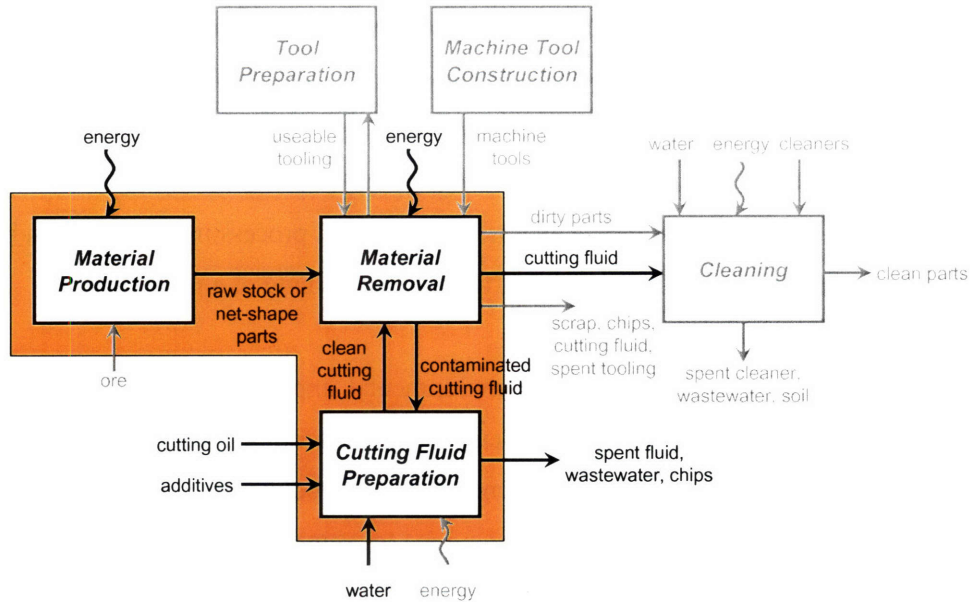 Tool
Preparation
Machine Tool
Construction
energy
useable
tooling
energy
machine
tools
water
energy
cleaners
Material
Production
raw stock or
net-shape
parts
Material
Removal
dirty parts
cutting fluid
Cleaning
clean parts
scrap, chips,
cutting fluid,
spent tooling
ore
clean
cutting
fluid
contaminated
cutting fluid
spent cleaner,
wastewater, soil
cutting oil
additives
Cutting Fluid
Preparation
spent fluid,
wastewater, chips
water
energy